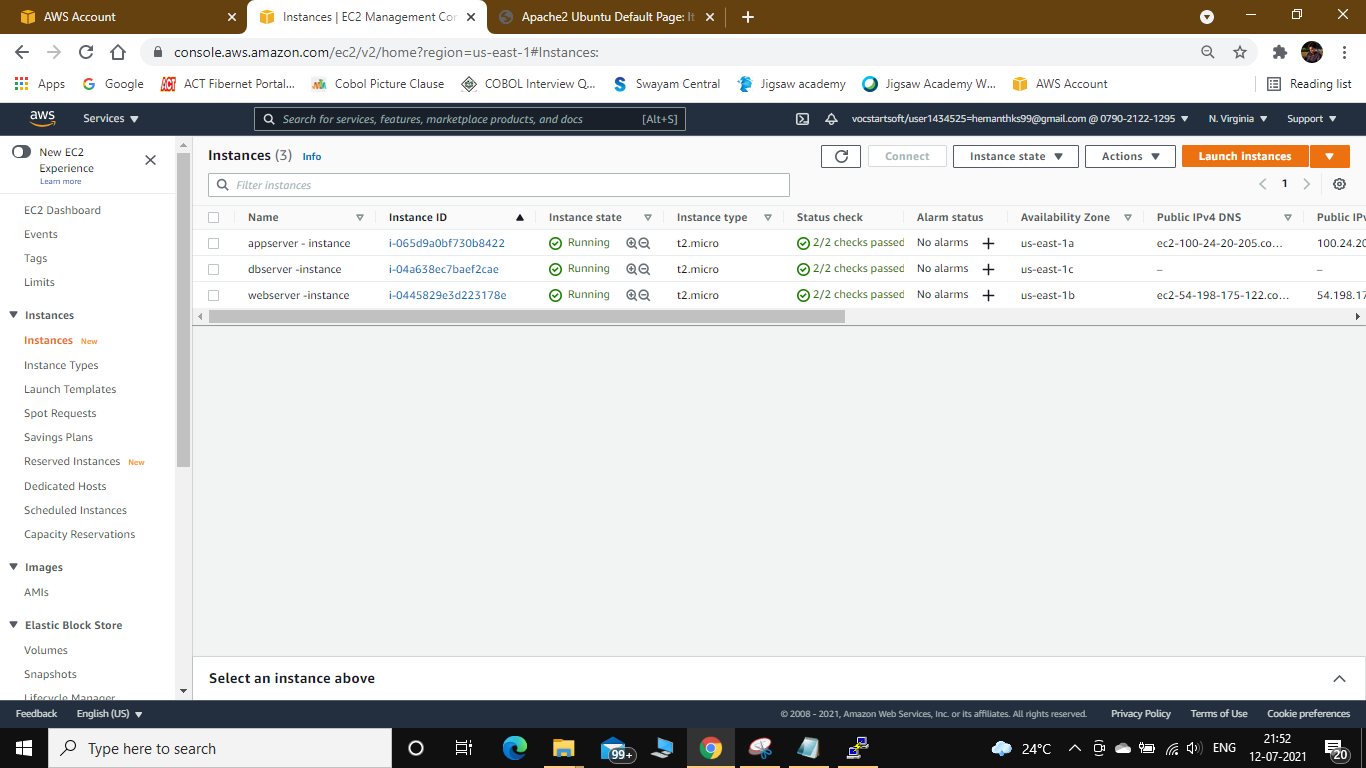 AWS Account
Instances | EC2 Management Con
Apache2 Ubuntu Default Page: It
console.aws.amazon.com/ec2/v2/home?region=us-east-1#Instances:
Apps
Google
ACT Fibernet Portal...
Cobol Picture Clause
COBOL Interview Q...
Swayam Central
Jigsaw academy
Jigsaw Academy W...
AWS Account
Reading list
aws
Services
Search for services, features, marketplace products, and docs
[Alt+S]
vocstartsoft/user1434525=hemanthks99@gmail.com @ 0790-2122-1295
N. Virginia
Support
New EC2
Experience
Learn more
EC2 Dashboard
Events
Tags
Limits
Instances
Instances New
Instance Types
Launch Templates
Spot Requests
Savings Plans
Reserved Instances New
Dedicated Hosts
Scheduled Instances
Capacity Reservations
Images
AMIs
Elastic Block Store
Volumes
Snapshots
Lifecycle Manager
Instances (3) Info
Connect
Instance state
Actions
Launch instances
Filter instances
1
Name Instance ID Instance state Instance type Status check Alarm status Availability Zone Public IPv4 DNS Public IP
appserver - instance i-065d9a0bf730b8422 Running t2.micro 2/2 checks passed No alarms + us-east-1a ec2-100-24-20-205.co... 100.24.20
dbserver -instance i-04a638ec7baef2cae Running t2.micro 2/2 checks passed No alarms + us-east-1c – –
webserver -instance i-0445829e3d223178e Running t2.micro 2/2 checks passed No alarms + us-east-1b ec2-54-198-175-122.co... 54.198.17
Select an instance above
Feedback
English (US)
© 2008 - 2021, Amazon Web Services, Inc. or its affiliates. All rights reserved.
Privacy Policy
Terms of Use
Cookie preferences
Type here to search
99+
24°C
ENG
21:52
12-07-2021
20